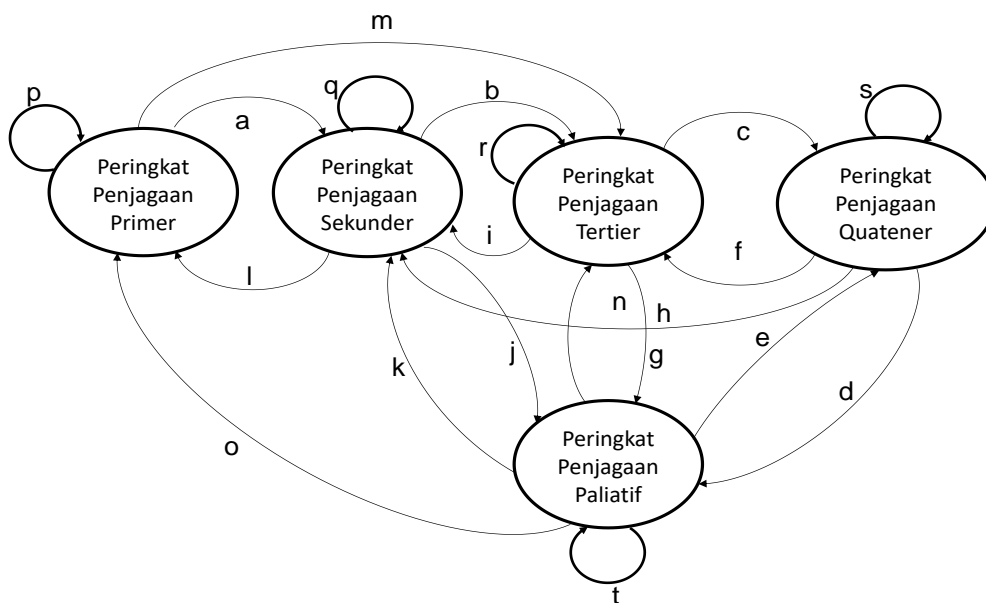 m
p
q
b
s
a
r
c
Peringkat
Penjagaan
Primer
Peringkat
Penjagaan
Sekunder
Peringkat
Penjagaan
Tertier
Peringkat
Penjagaan
Quatener
i
f
l
n
h
e
k
j
g
d
o
Peringkat
Penjagaan
Paliatif
t